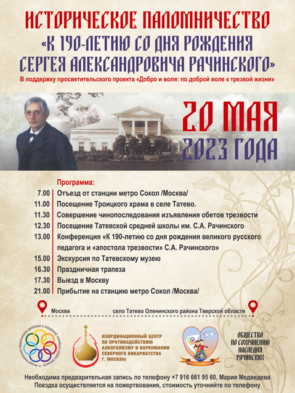 ИСТОРИЧЕСКОЕ ПАЛОМНИЧЕСТВО
«К 190-ЛЕТИЮ СО ДНЯ РОЖДЕНИЯ
СЕРГЕЯ АЛЕКСАНДРОВИЧА РАЧИНСКОГО»
В поддержку просветительского проекта «Добро и воля: по доброй воле к трезвой жизни»
20 МАЯ
2023 ГОДА
Программа:
7.00 Отъезд от станции метро Сокол /Москва/
11.00 Посещение Троицкого храма в селе Татево.
11.30 Совершение чинопоследования изъявления обетов трезвости
12.30 Посещение Татевской средней школы им. С.А. Рачинского
13.00 Конференция «К 190-летию со дня рождения великого русского
педагога и «апостола трезвости» С.А. Рачинского»
15.00 Экскурсия по Татевскому музею
16.30 Праздничная трапеза
17.30 Выезд в Москву
21.00 Прибытие на станцию метро Сокол /Москва/
Москва
село Татево Оленинского района Тверской области
КООРДИНАЦИОННЫЙ ЦЕНТР
ПО ПРОТИВОДЕЙСТВИЮ
АЛКОГОЛИЗМУ И НАРКОМАНИИ
СЕВЕРНОГО ВИКАРИАТСТВА
Г. МОСКВЫ
ОБЩЕСТВО
ПО СОХРАНЕНИЮ
НАСЛЕДИЯ
РАЧИНСКИХ
Необходима предварительная запись по телефону +7 916 661 95 60, Мария Медведева
Поездка осуществляется на пожертвования, стоимость уточняйте по телефону